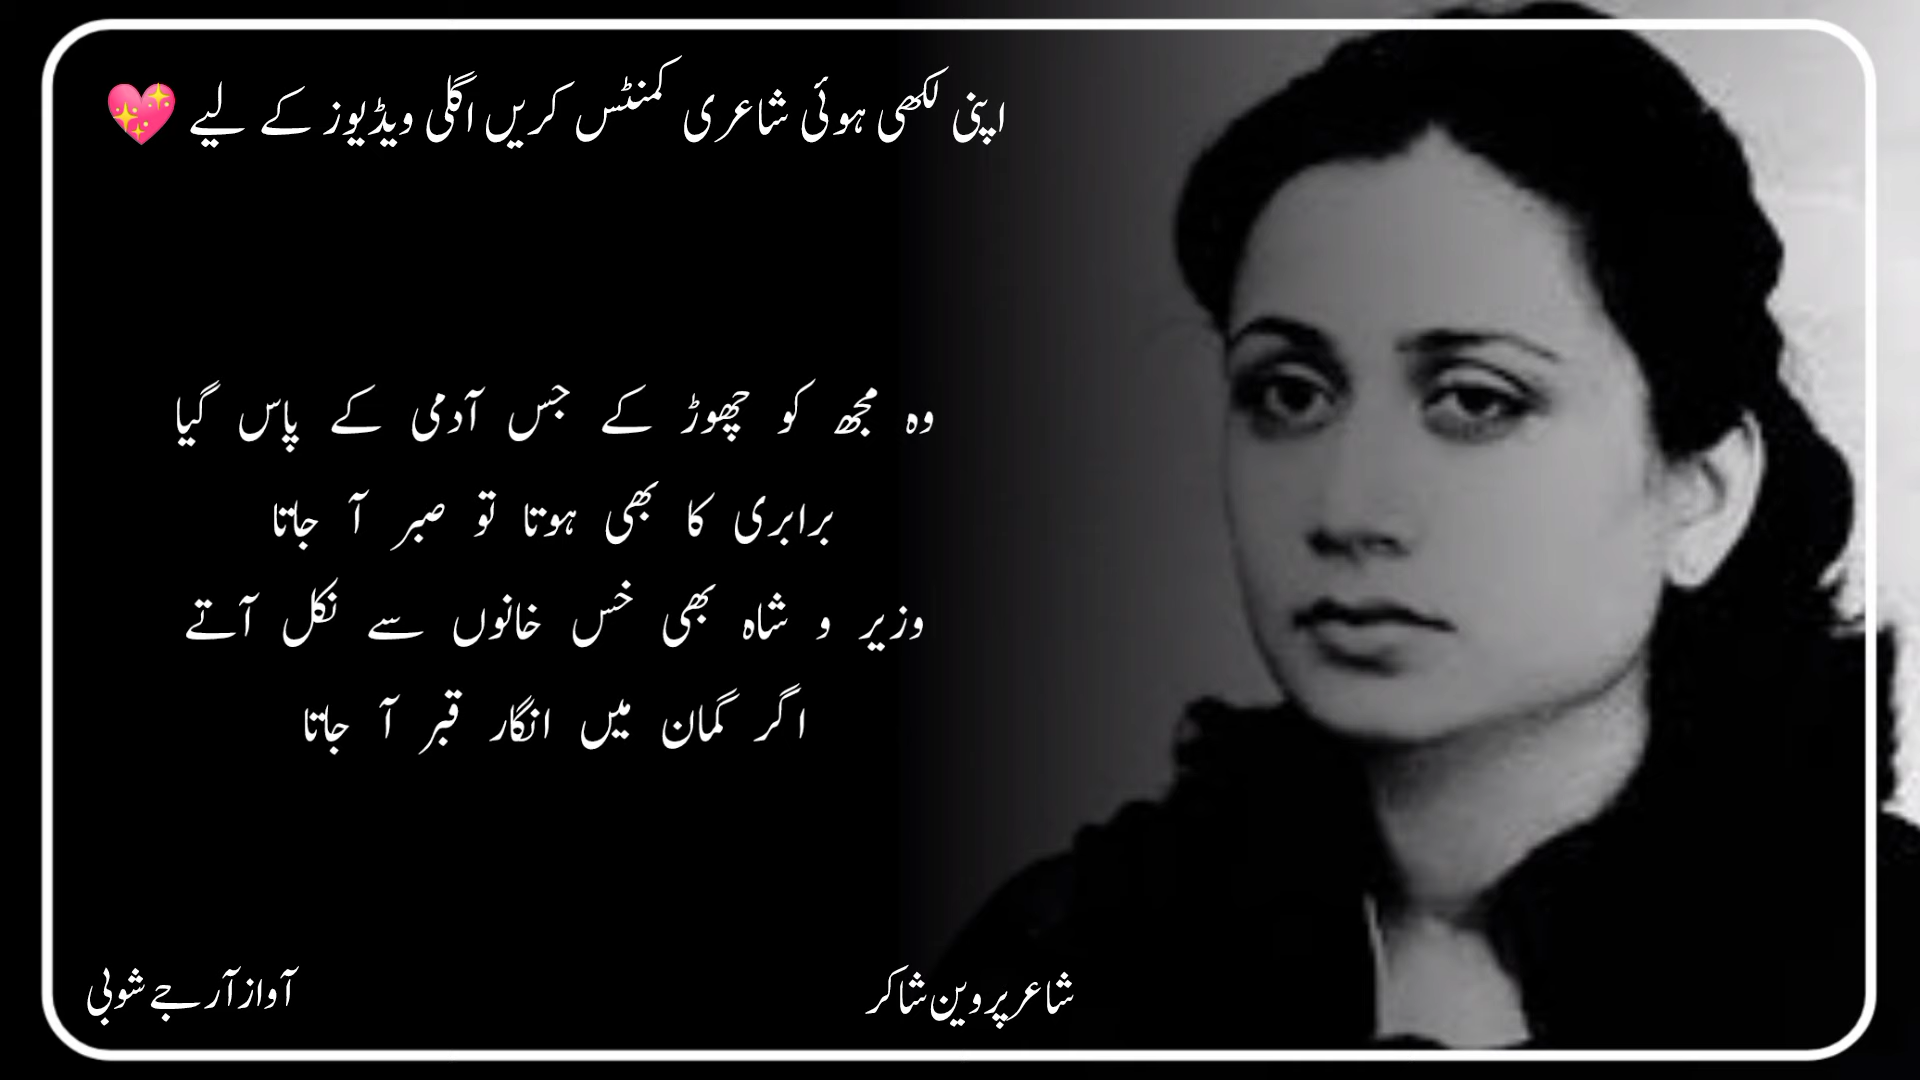 اپنی لکھی ہوئی شاعری کمنٹس کریں اگلی ویڈیوز کے لیے 💖
وہ مجھ کو چھوڑ کے جس آدمی کے پاس گیا
برابری کا بھی ہوتا تو صبر آ جاتا
وزیر و شاہ بھی خس خانوں سے نکل آتے
اگر گمان میں انگار قبر آ جاتا
شاعر پروین شاکر
آواز آر جے شوبی